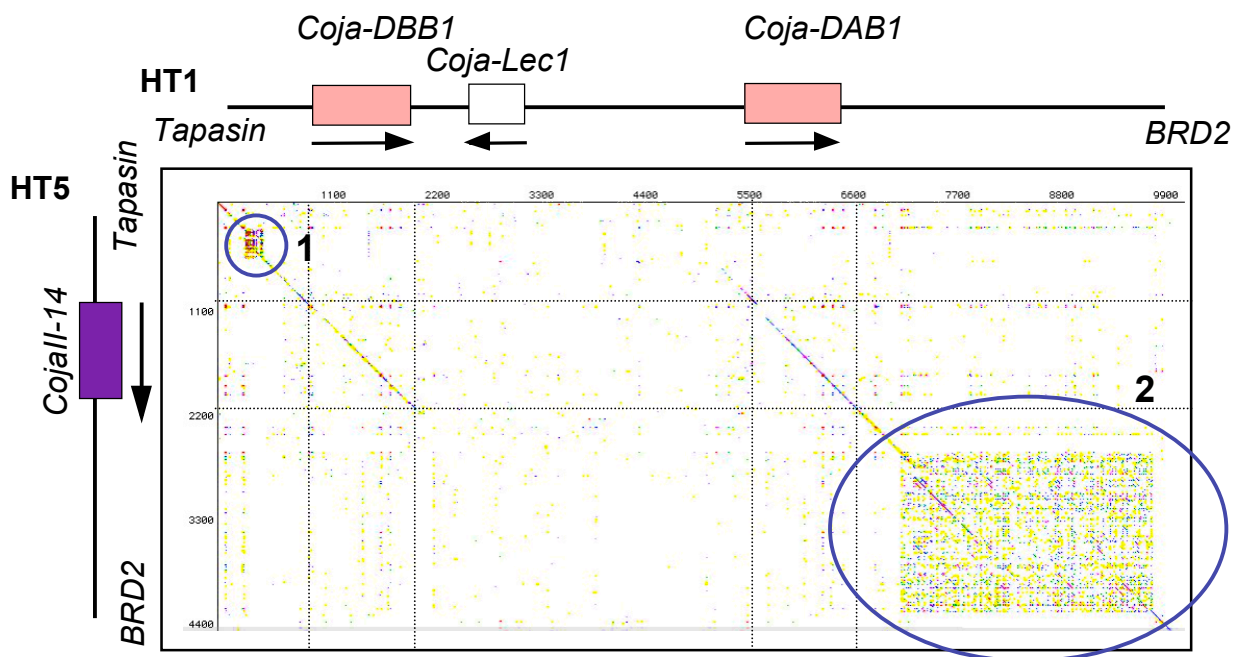 Coja-DBB1
Coja-DAB1
Coja-Lec1
HT1
Tapasin
BRD2
HT5
Tapasin
CojaII-14
BRD2
1100 2200 3300 4400 5500 6600 7700 8800 9900
1
1100
2
2200
3300
4400